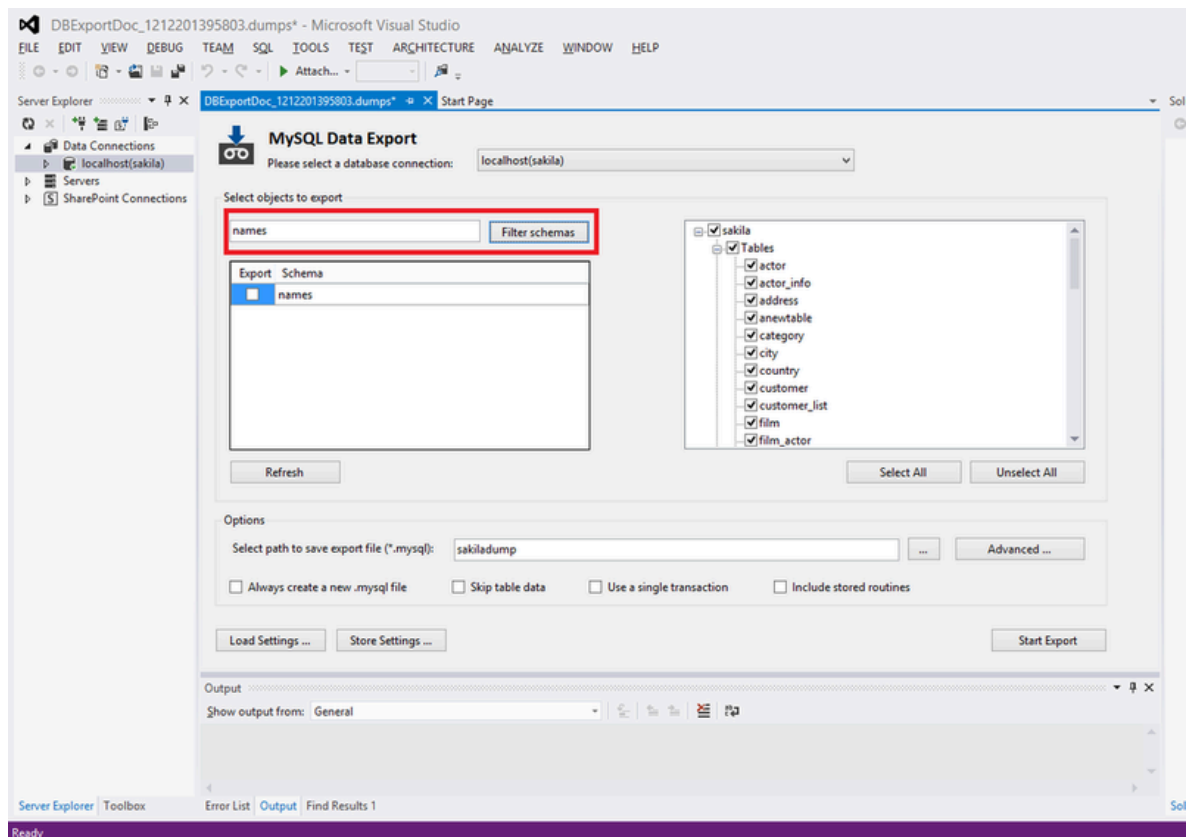 DBExportDoc_1212201395803.dumps* - Microsoft Visual Studio
FILE EDIT VIEW DEBUG TEAM SQL TOOLS TEST ARCHITECTURE ANALYZE WINDOW HELP
Attach...
Server Explorer
DBExportDoc_1212201395803.dumps* Start Page
Sol
Data Connections
localhost(sakila)
Servers
SharePoint Connections
MySQL Data Export
Please select a database connection: localhost(sakila)
Select objects to export
names Filter schemas
Export Schema
names
sakila
Tables
actor
actor_info
address
anewtable
category
city
country
customer
customer_list
film
film_actor
Refresh
Select All Unselect All
Options
Select path to save export file (*.mysql): sakiladump ... Advanced ...
Always create a new .mysql file Skip table data Use a single transaction Include stored routines
Load Settings ... Store Settings ... Start Export
Output
Show output from: General
Server Explorer Toolbox Error List Output Find Results 1 Sol
Ready